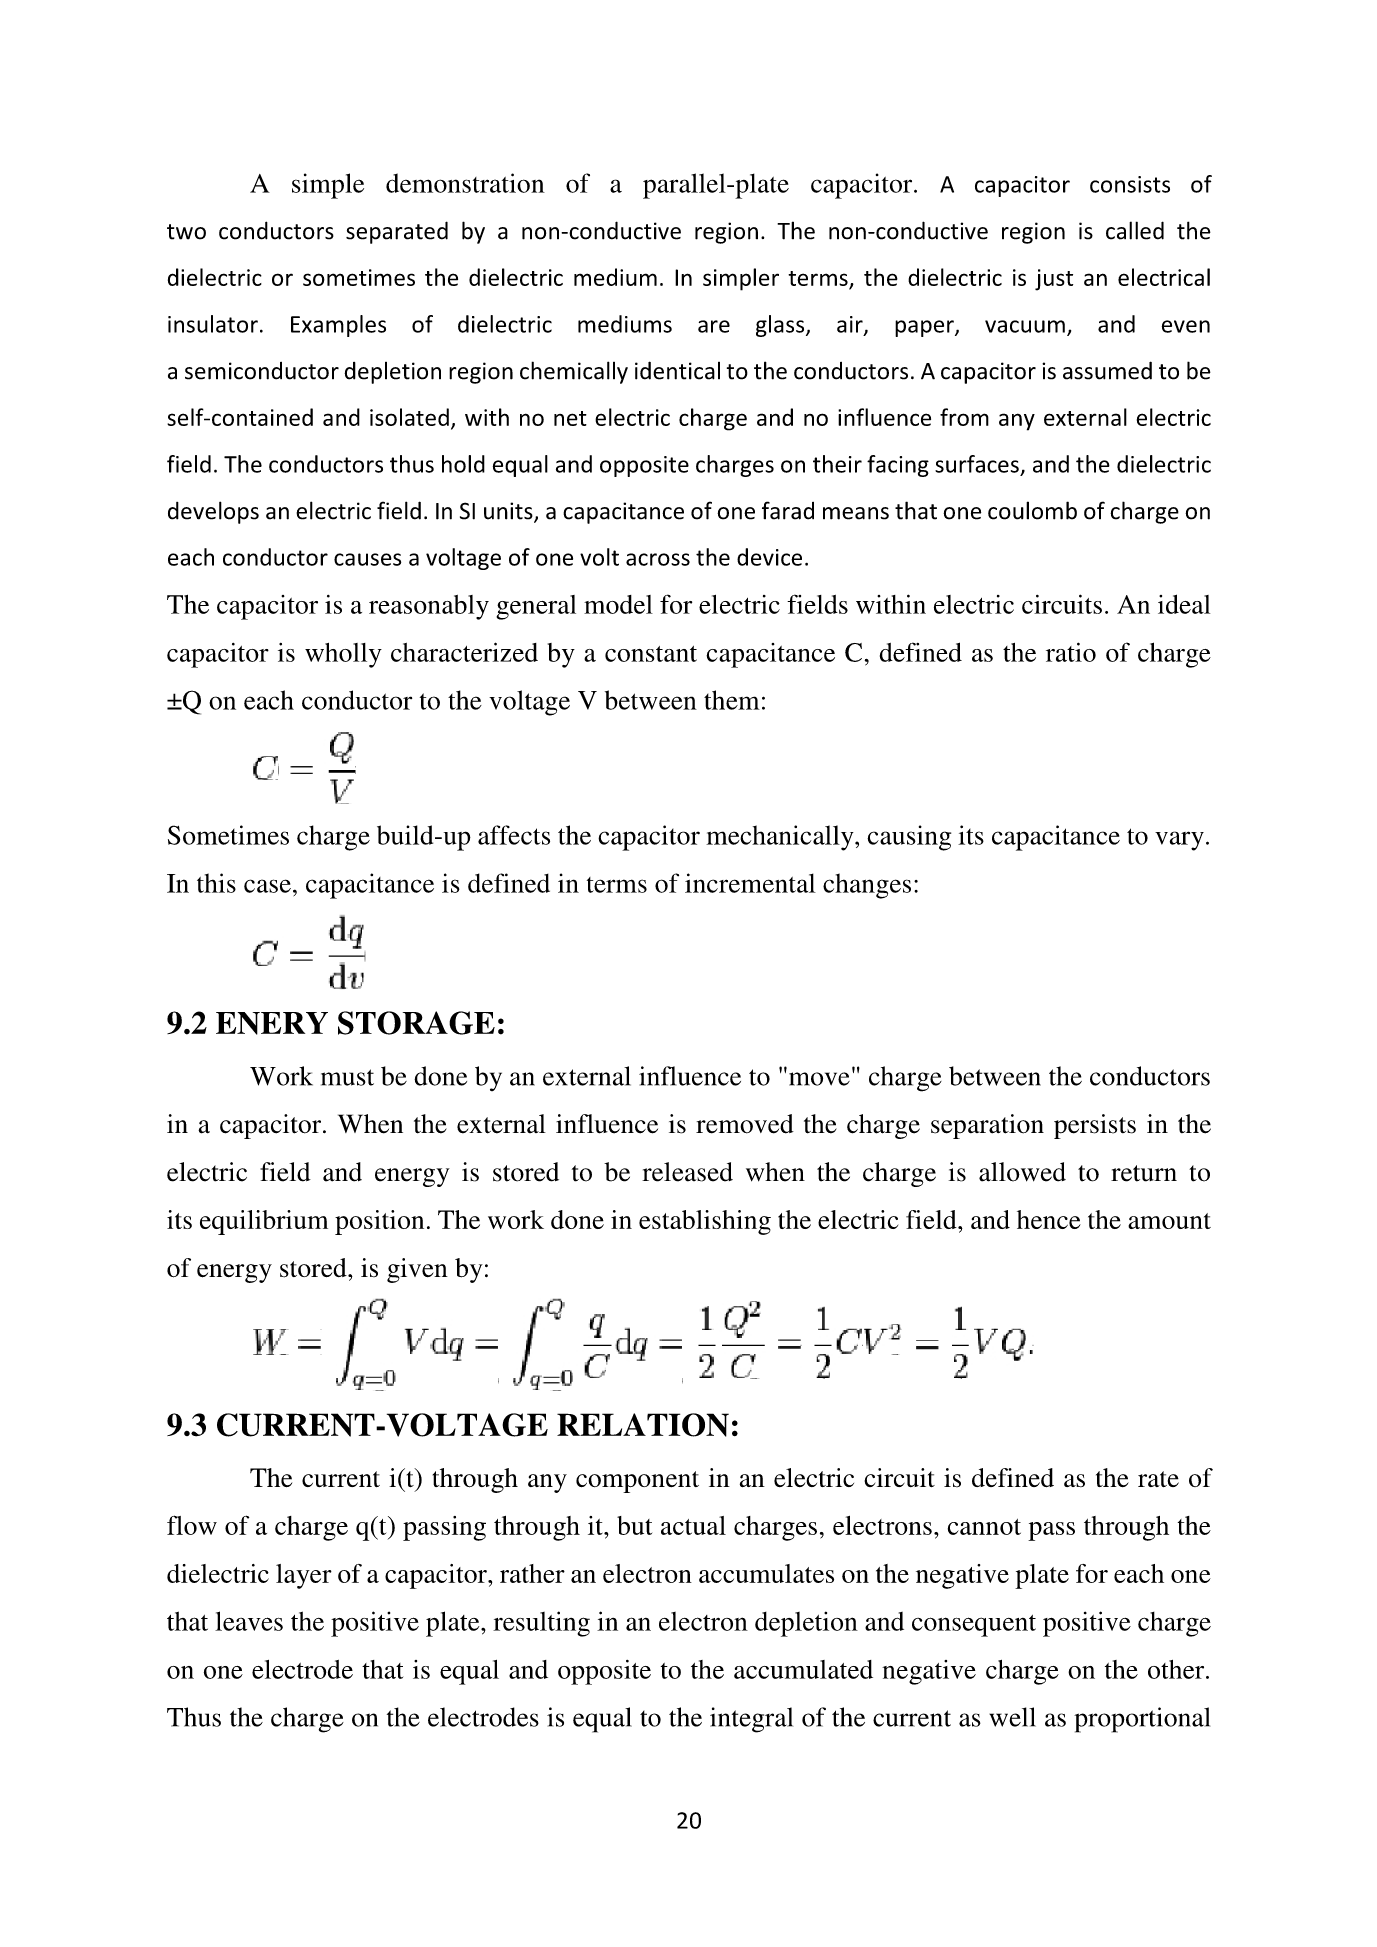 A simple demonstration of a parallel-plate capacitor. A capacitor consists of
two conductors separated by a non-conductive region. The non-conductive region is called the
dielectric or sometimes the dielectric medium. In simpler terms, the dielectric is just an electrical
insulator. Examples of dielectric mediums are glass, air, paper, vacuum, and even
a semiconductor depletion region chemically identical to the conductors. A capacitor is assumed to be
self-contained and isolated, with no net electric charge and no influence from any external electric
field. The conductors thus hold equal and opposite charges on their facing surfaces, and the dielectric
develops an electric field. In SI units, a capacitance of one farad means that one coulomb of charge on
each conductor causes a voltage of one volt across the device.
The capacitor is a reasonably general model for electric fields within electric circuits. An ideal
capacitor is wholly characterized by a constant capacitance C, defined as the ratio of charge
±Q on each conductor to the voltage V between them:
C = Q/V
Sometimes charge build-up affects the capacitor mechanically, causing its capacitance to vary.
In this case, capacitance is defined in terms of incremental changes:
C = dq/dv
9.2 ENERY STORAGE:
Work must be done by an external influence to "move" charge between the conductors
in a capacitor. When the external influence is removed the charge separation persists in the
electric field and energy is stored to be released when the charge is allowed to return to
its equilibrium position. The work done in establishing the electric field, and hence the amount
of energy stored, is given by:
W = ∫_{q=0}^{Q} V dq = ∫_{q=0}^{Q} q/C dq = 1/2 Q²/C = 1/2 CV² = 1/2 VQ.
9.3 CURRENT-VOLTAGE RELATION:
The current i(t) through any component in an electric circuit is defined as the rate of
flow of a charge q(t) passing through it, but actual charges, electrons, cannot pass through the
dielectric layer of a capacitor, rather an electron accumulates on the negative plate for each one
that leaves the positive plate, resulting in an electron depletion and consequent positive charge
on one electrode that is equal and opposite to the accumulated negative charge on the other.
Thus the charge on the electrodes is equal to the integral of the current as well as proportional
20